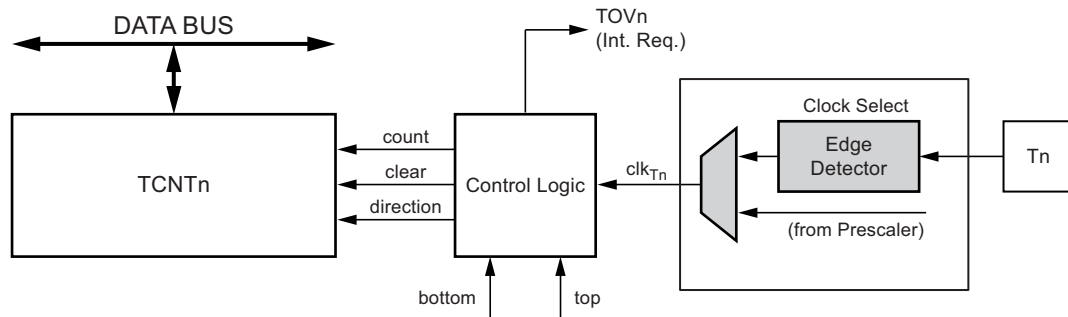 DATA BUS
TOVn
(Int. Req.)
Clock Select
count
Edge
Detector
Tn
TCNTn
clear
Control Logic
clkTn
direction
(from Prescaler)
bottom
top